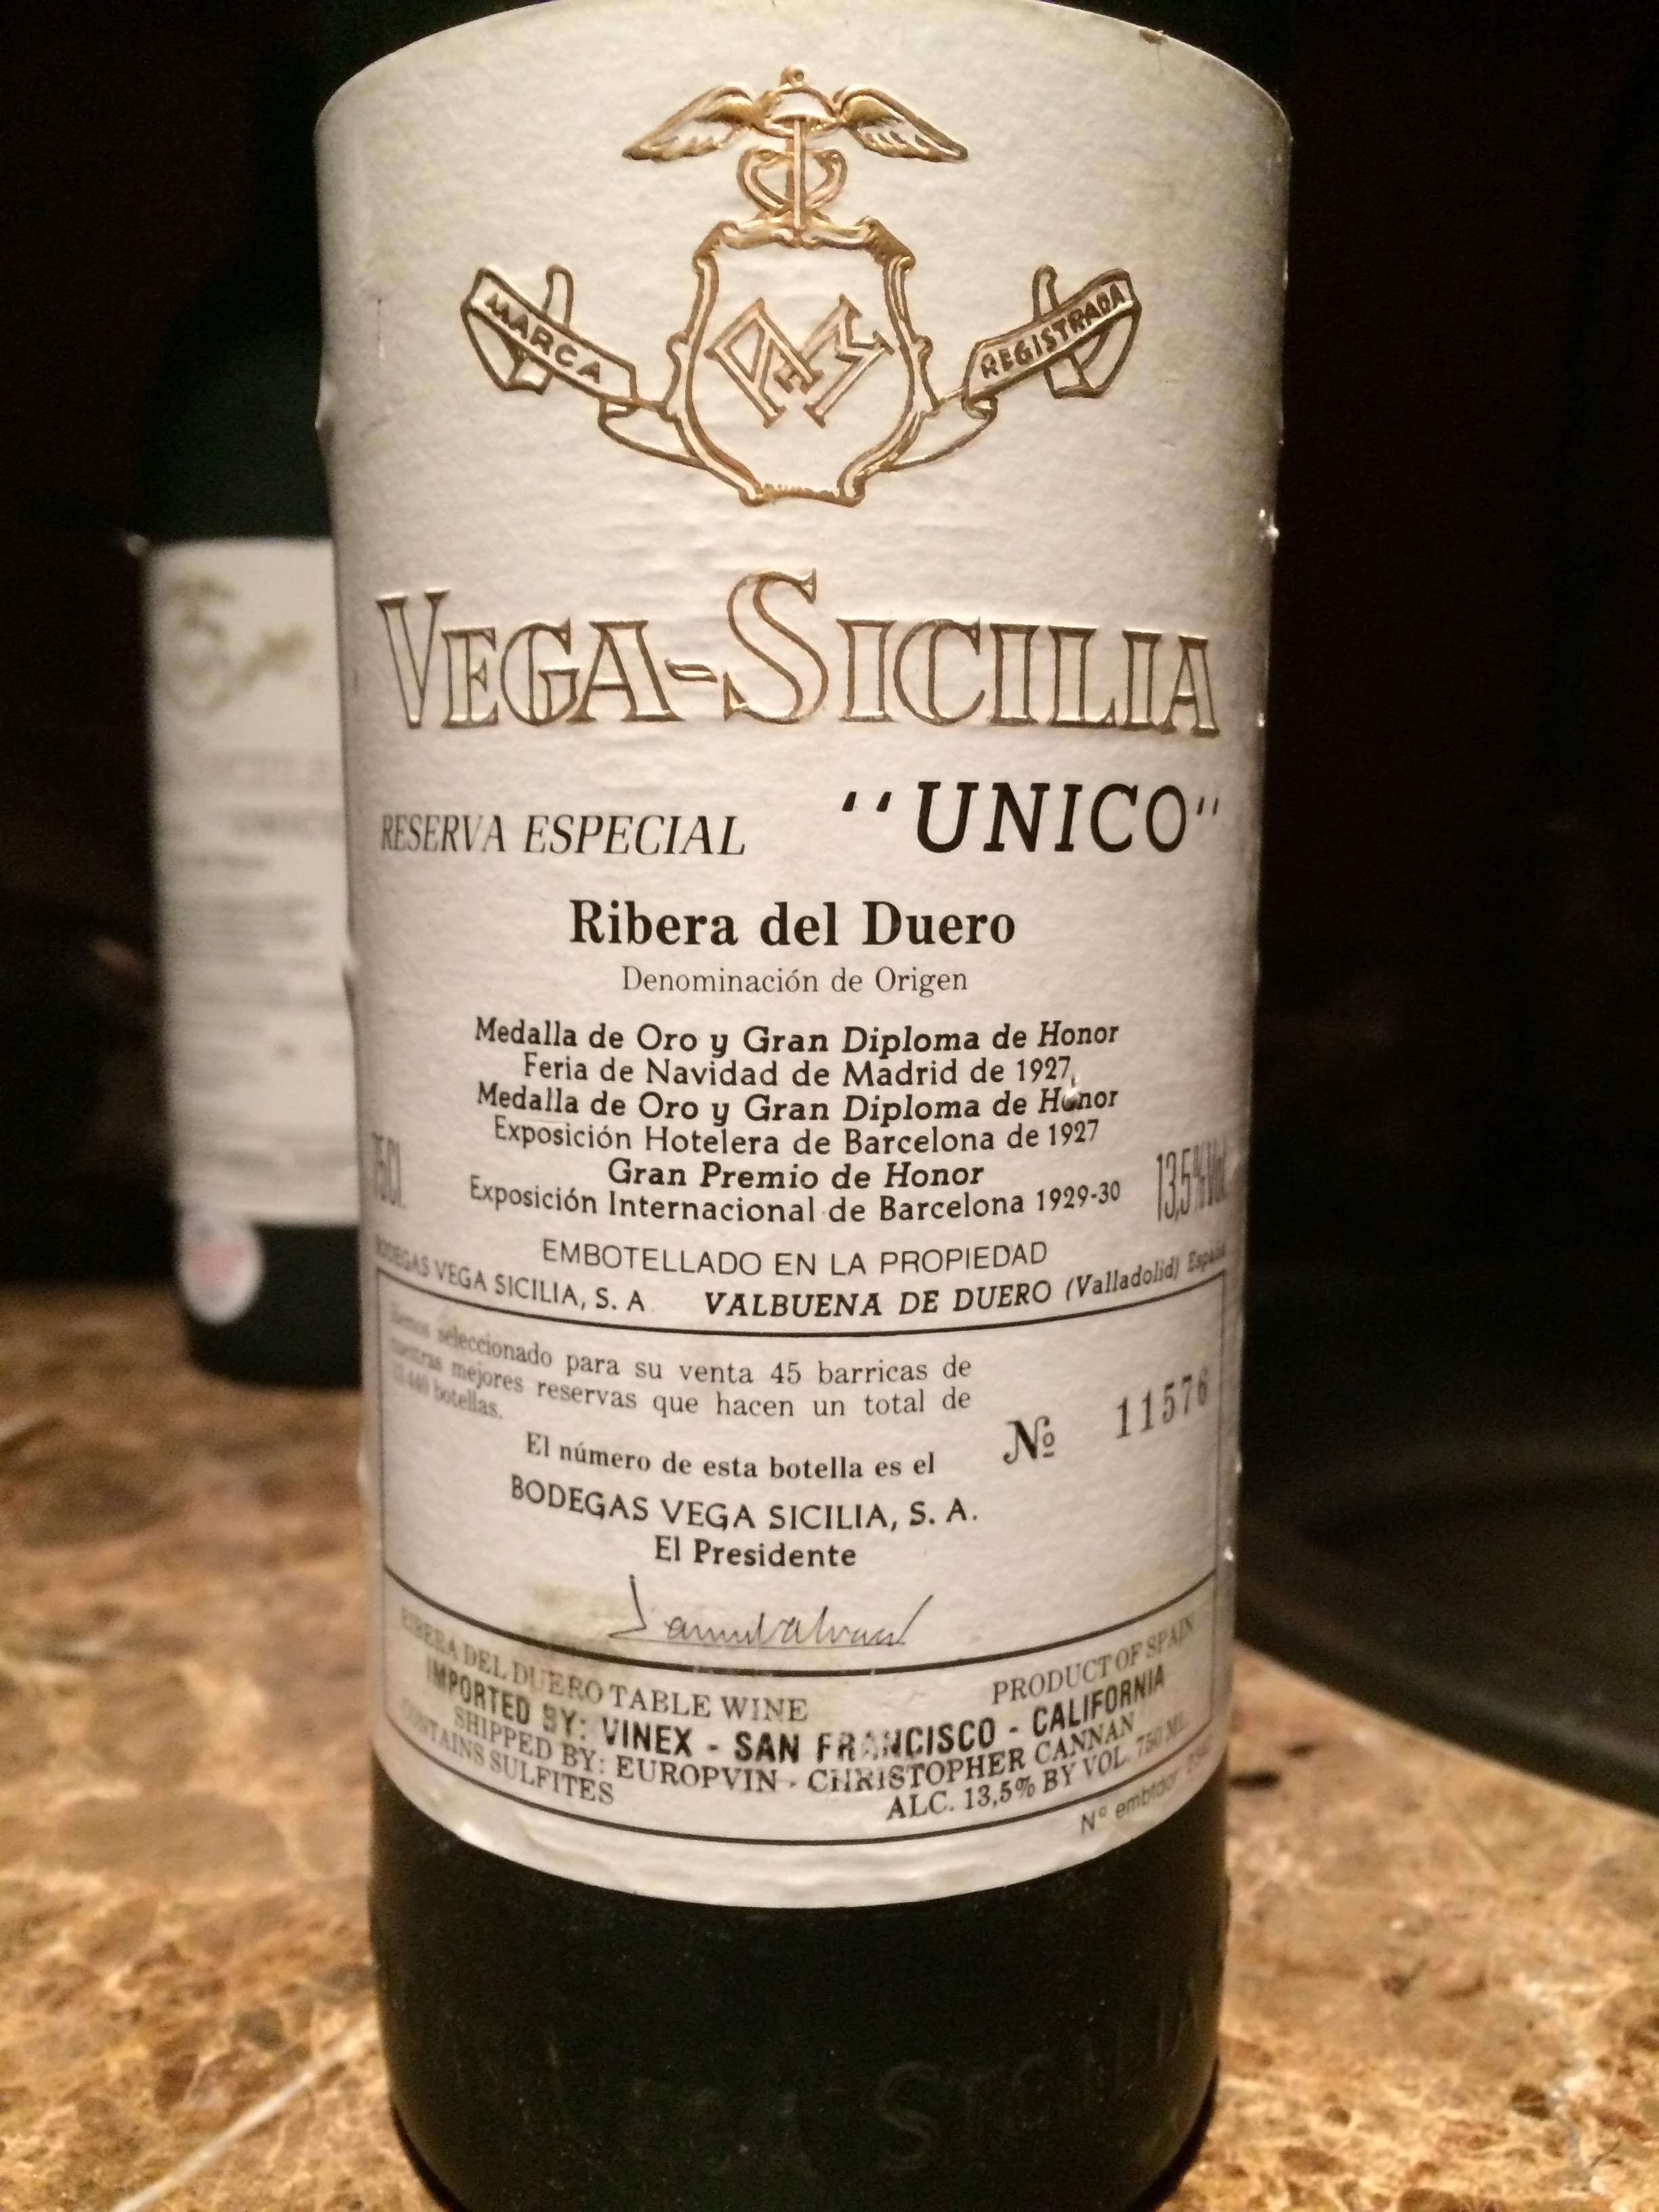 MARCA
REGISTRADA
VEGA-SICILIA
RESERVA ESPECIAL "UNICO"
Ribera del Duero
Denominación de Origen
Medalla de Oro y Gran Diploma de Honor
Feria de Navidad de Madrid de 1927
Medalla de Oro y Gran Diploma de Honor
Exposición Hotelera de Barcelona de 1927
Gran Premio de Honor
Exposición Internacional de Barcelona 1929-30
75Cl. 13,5%Vol.
EMBOTELLADO EN LA PROPIEDAD
BODEGAS VEGA SICILIA, S. A. VALBUENA DE DUERO (Valladolid) España
Hemos seleccionado para su venta 45 barricas de
nuestras mejores reservas que hacen un total de
botellas.
El número de esta botella es el Nº 11576
BODEGAS VEGA SICILIA, S. A.
El Presidente
RIBERA DEL DUERO TABLE WINE PRODUCT OF SPAIN
IMPORTED BY: VINEX - SAN FRANCISCO - CALIFORNIA
SHIPPED BY: EUROPVIN - CHRISTOPHER CANNAN
CONTAINS SULFITES ALC. 13,5% BY VOL. 750 ML
Nº embtdor